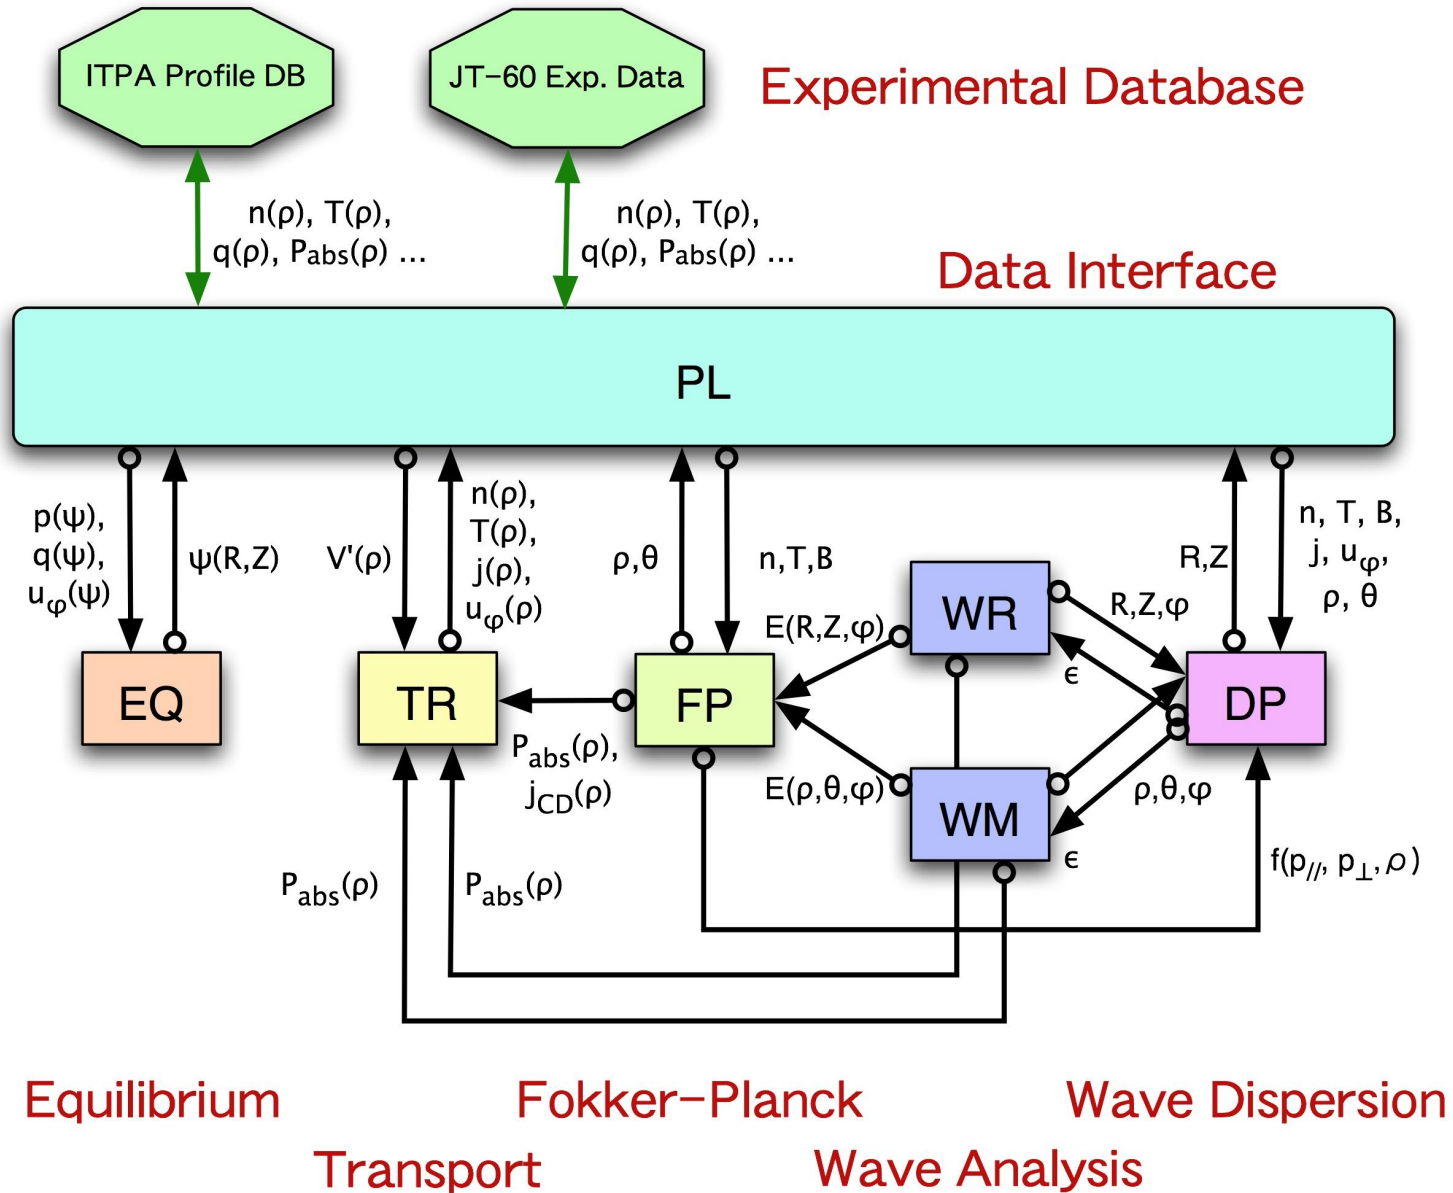 ITPA Profile DB
JT-60 Exp. Data
Experimental Database
n(ρ), T(ρ),
q(ρ), Pabs(ρ) ...
n(ρ), T(ρ),
q(ρ), Pabs(ρ) ...
Data Interface
PL
p(ψ),
q(ψ),
uφ(ψ)
ψ(R,Z)
V'(ρ)
n(ρ),
T(ρ),
j(ρ),
uφ(ρ)
ρ,θ
n,T,B
R,Z
n, T, B,
j, uφ,
ρ, θ
E(R,Z,φ)
WR
R,Z,φ
ϵ
EQ
TR
FP
DP
Pabs(ρ),
jCD(ρ)
E(ρ,θ,φ)
WM
ρ,θ,φ
ϵ
Pabs(ρ)
Pabs(ρ)
f(p//, p⊥,ρ)
Equilibrium
Fokker-Planck
Wave Dispersion
Transport
Wave Analysis